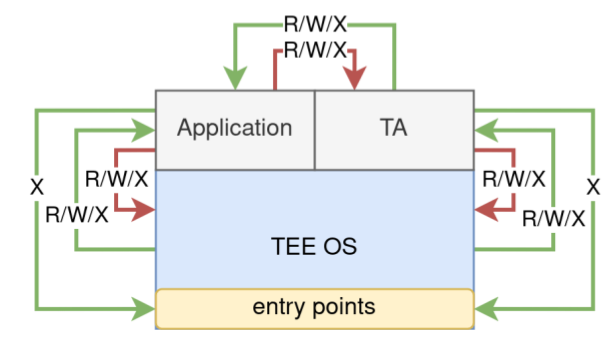 R/W/X
R/W/X
Application
TA
R/W/X
R/W/X
X
X
R/W/X
R/W/X
TEE OS
entry points